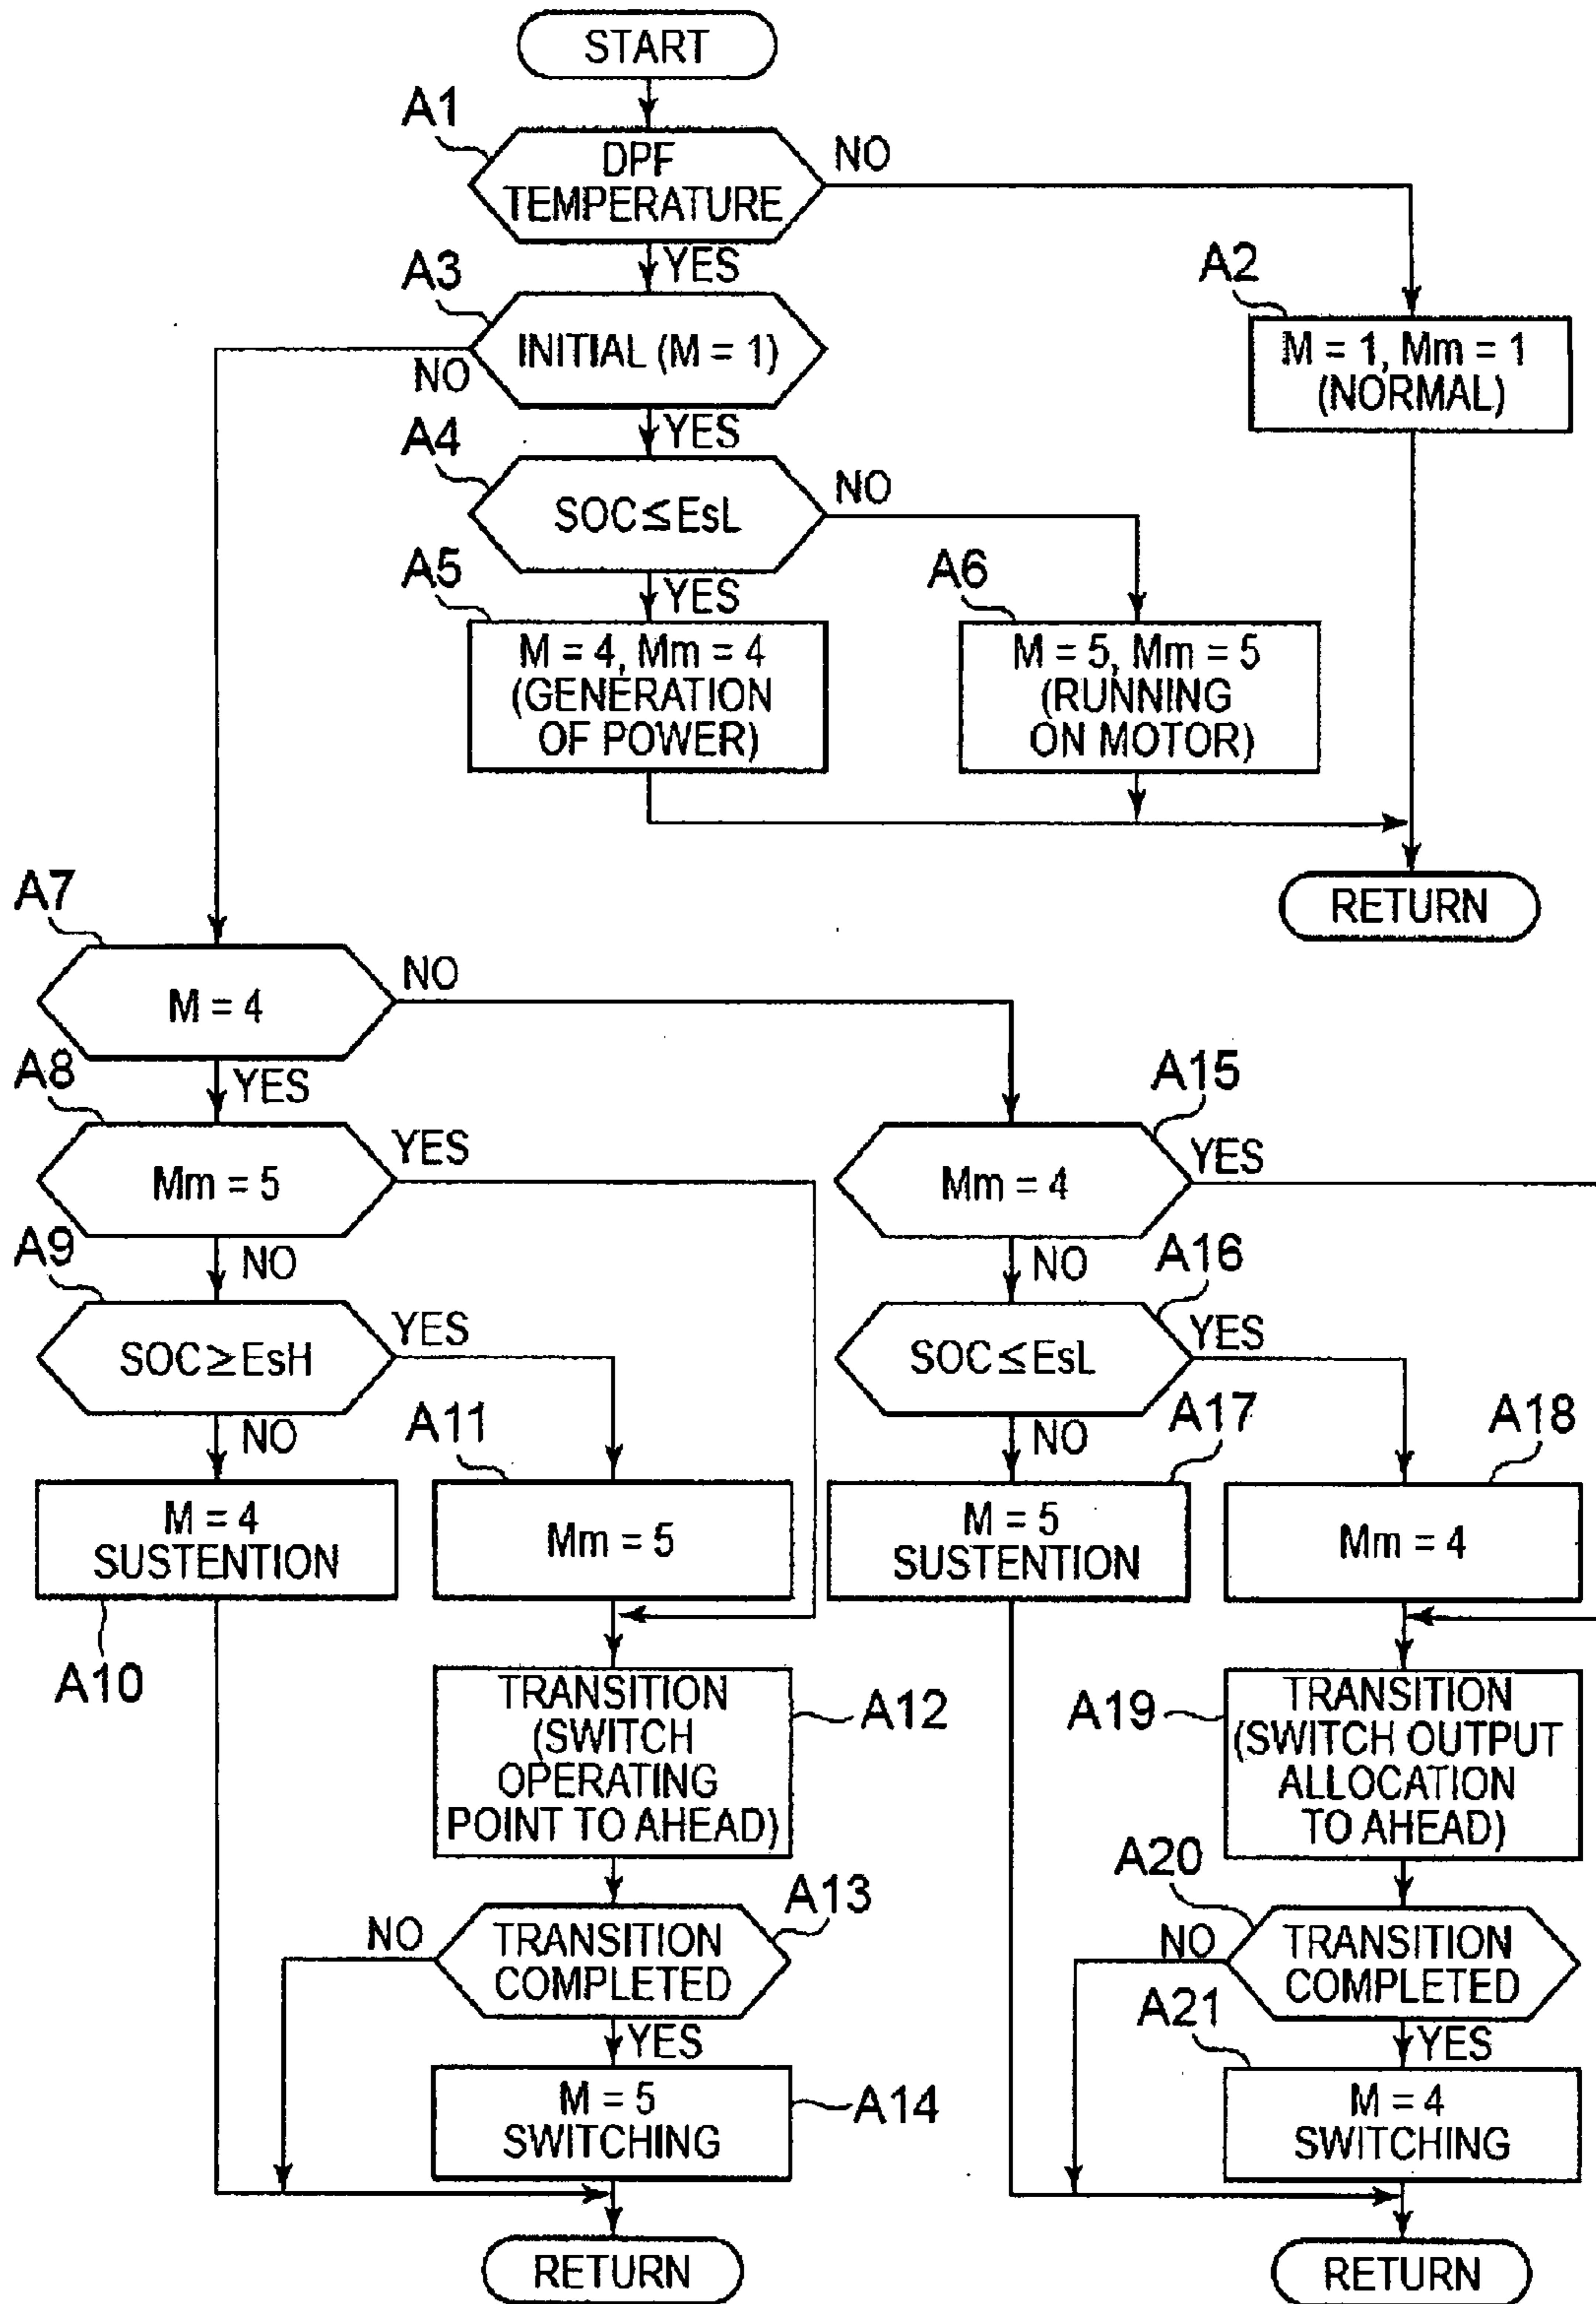 START
A1
DPF
TEMPERATURE
NO
YES
A2
M = 1, Mm = 1
(NORMAL)
A3
INITIAL (M = 1)
NO
YES
A4
SOC≤EsL
NO
YES
A5
M = 4, Mm = 4
(GENERATION
OF POWER)
A6
M = 5, Mm = 5
(RUNNING
ON MOTOR)
RETURN
A7
M = 4
NO
YES
A8
Mm = 5
YES
NO
A9
SOC≥EsH
YES
NO
A10
M = 4
SUSTENTION
A11
Mm = 5
TRANSITION
(SWITCH
OPERATING
POINT TO AHEAD)
A12
A13
NO
TRANSITION
COMPLETED
YES
M = 5
SWITCHING
A14
RETURN
A15
Mm = 4
YES
NO
A16
SOC≤EsL
YES
NO
A17
M = 5
SUSTENTION
A18
Mm = 4
A19
TRANSITION
(SWITCH OUTPUT
ALLOCATION
TO AHEAD)
A20
NO
TRANSITION
COMPLETED
YES
A21
M = 4
SWITCHING
RETURN